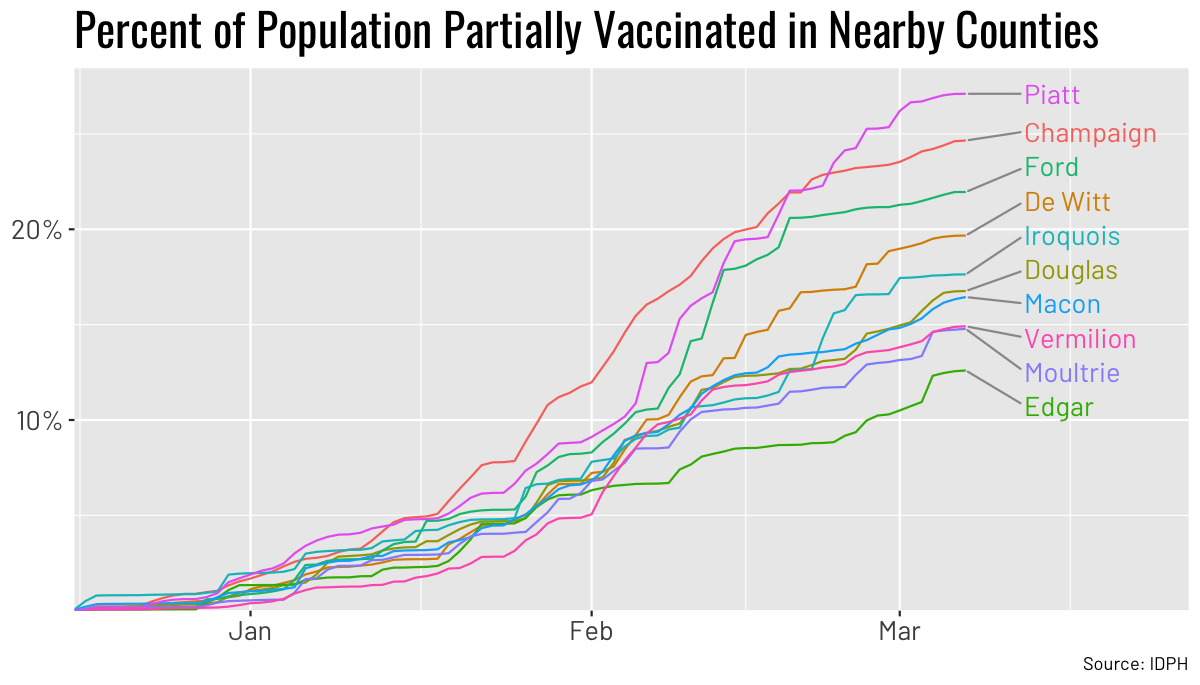 Percent of Population Partially Vaccinated in Nearby Counties
Piatt
Champaign
Ford
De Witt
Iroquois
Douglas
Macon
Vermilion
Moultrie
Edgar
20%
10%
Jan Feb Mar
Source: IDPH